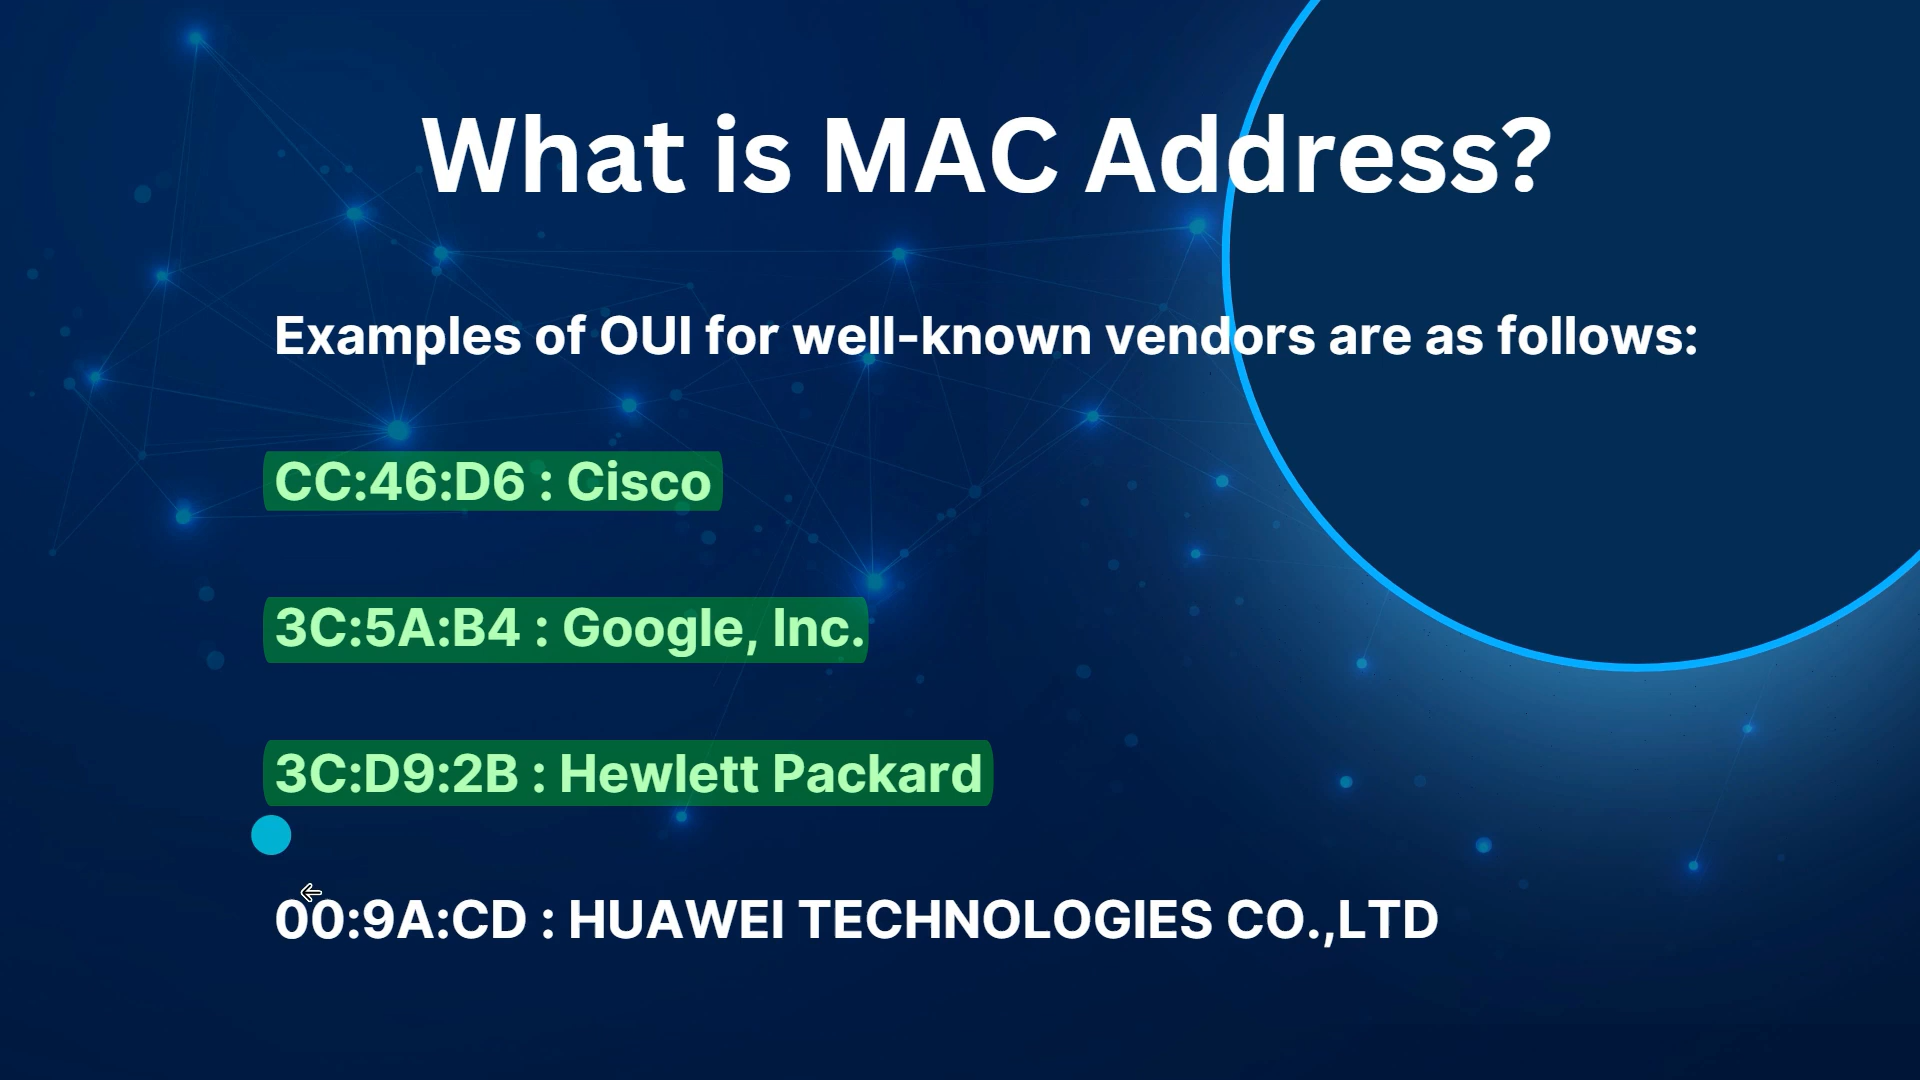 What is MAC Address?
Examples of OUI for well-known vendors are as follows:
CC:46:D6 : Cisco
3C:5A:B4 : Google, Inc.
3C:D9:2B : Hewlett Packard
00:9A:CD : HUAWEI TECHNOLOGIES CO.,LTD